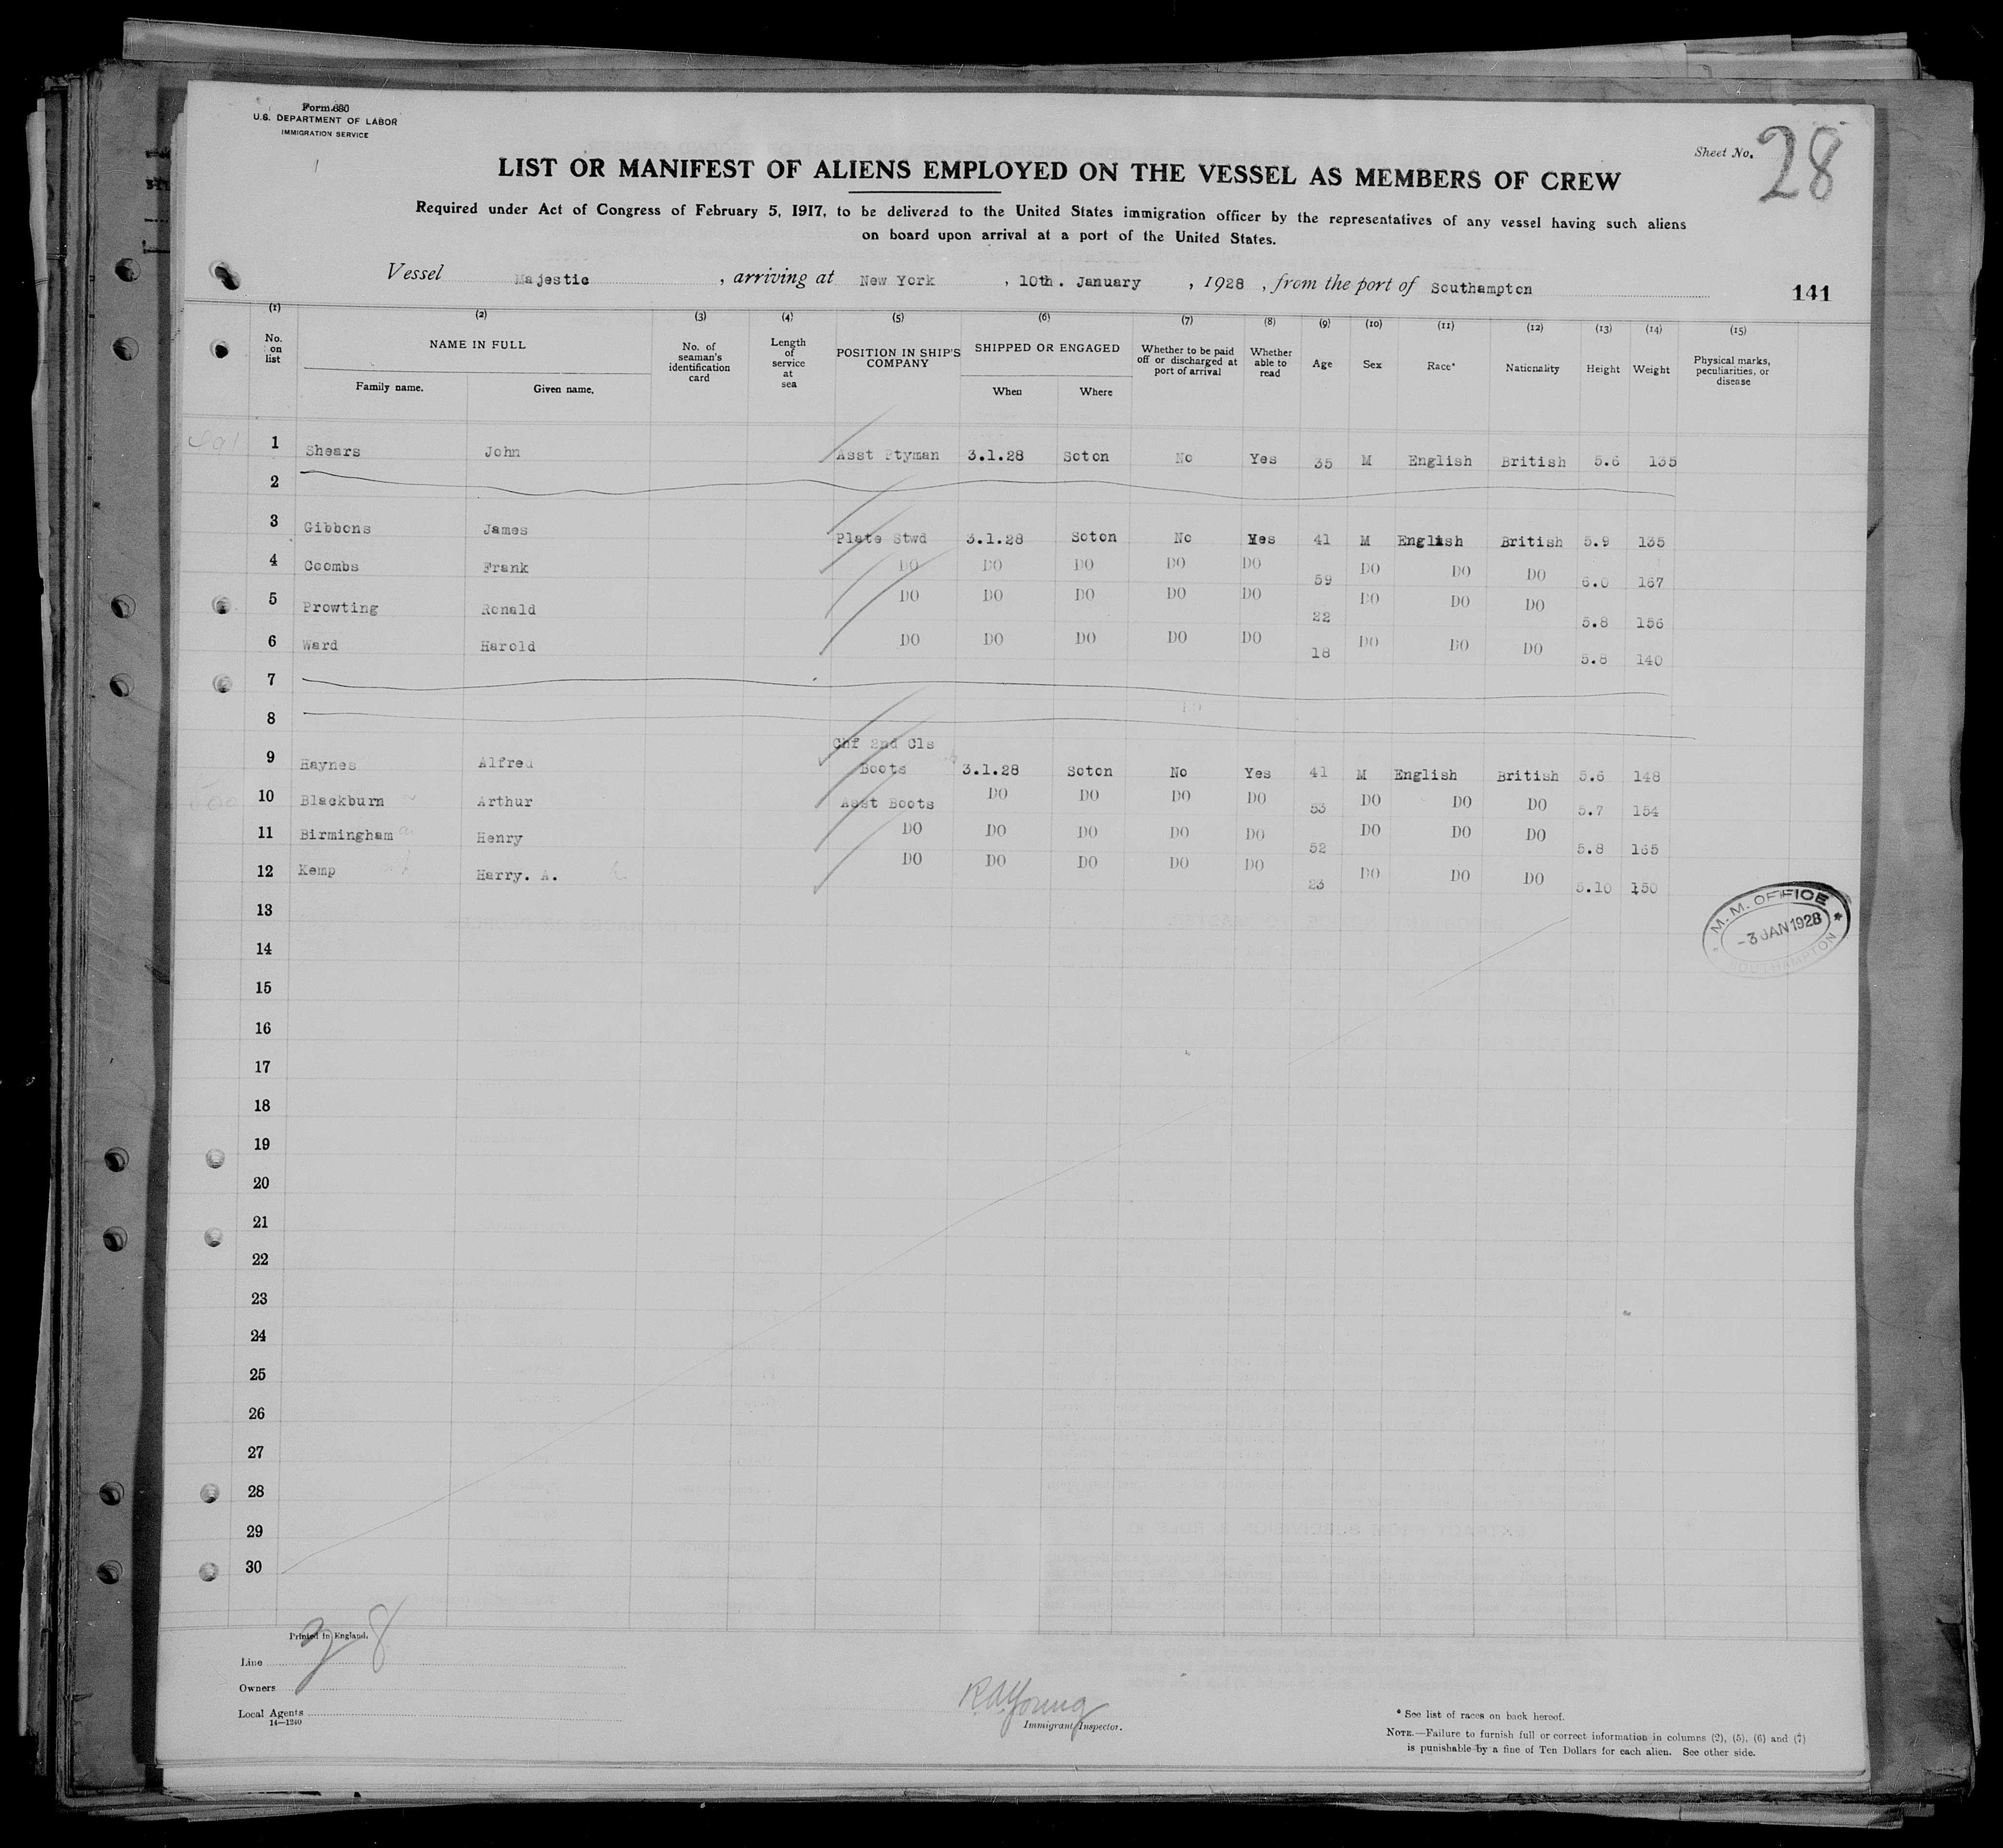 Form 680
U.S. DEPARTMENT OF LABOR
IMMIGRATION SERVICE
Sheet No. 28
LIST OR MANIFEST OF ALIENS EMPLOYED ON THE VESSEL AS MEMBERS OF CREW
Required under Act of Congress of February 5, 1917, to be delivered to the United States immigration officer by the representatives of any vessel having such aliens
on board upon arrival at a port of the United States.
Vessel Majestic , arriving at New York , 10th. January , 1928 , from the port of Southampton
141
(1) (2) (3) (4) (5) (6) (7) (8) (9) (10) (11) (12) (13) (14) (15)
No. on list NAME IN FULL Family name. Given name. No. of seaman's identification card Length of service at sea POSITION IN SHIP'S COMPANY SHIPPED OR ENGAGED When Where Whether to be paid off or discharged at port of arrival Whether able to read Age Sex Race* Nationality Height Weight Physical marks, peculiarities, or disease
1 Shears John Asst Ptyman 3.1.28 Soton No Yes 35 M English British 5.6 135
2
3 Gibbons James Plate Stwd 3.1.28 Soton No Yes 41 M English British 5.9 135
4 Coombs Frank DO DO DO DO DO 59 DO DO DO 6.0 167
5 Prowting Ronald DO DO DO DO DO 22 DO DO DO 5.8 156
6 Ward Harold DO DO DO DO DO 18 DO DO DO 5.8 140
7
8 DO
Chf 2nd Cls
9 Haynes Alfred Boots 3.1.28 Soton No Yes 41 M English British 5.6 148
10 Blackburn Arthur Asst Boots DO DO DO DO 53 DO DO DO 5.7 154
11 Birmingham Henry DO DO DO DO DO 52 DO DO DO 5.8 165
12 Kemp Harry. A. DO DO DO DO DO 23 DO DO DO 5.10 150
13
M. M. OFFICE
-3 JAN 1928
SOUTHAMPTON
14
15
16
17
18
19
20
21
22
23
24
25
26
27
28
29
30
Printed in England.
Line
Owners
Local Agents
14—1240
Immigrant Inspector.
* See list of races on back hereof.
NOTE.—Failure to furnish full or correct information in columns (2), (5), (6) and (7)
is punishable by a fine of Ten Dollars for each alien. See other side.